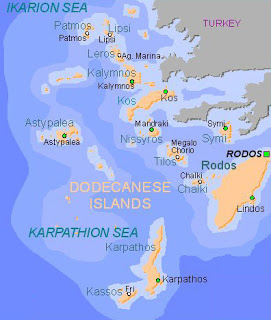 IKARION SEA
TURKEY
Patmos
Patmos
Lipsi
Lipsi
Leros
Ag. Marina
Kalymnos
Kalymnos
Kos
Kos
Astypalea
Astypalea
Mandraki
Nissyros
Symi
Symi
Megalo
Chorio
Tilos
RODOS
Rodos
Chalki
Chalki
DODECANESE
ISLANDS
Lindos
KARPATHION SEA
Karpathos
Karpathos
Kassos
Fri